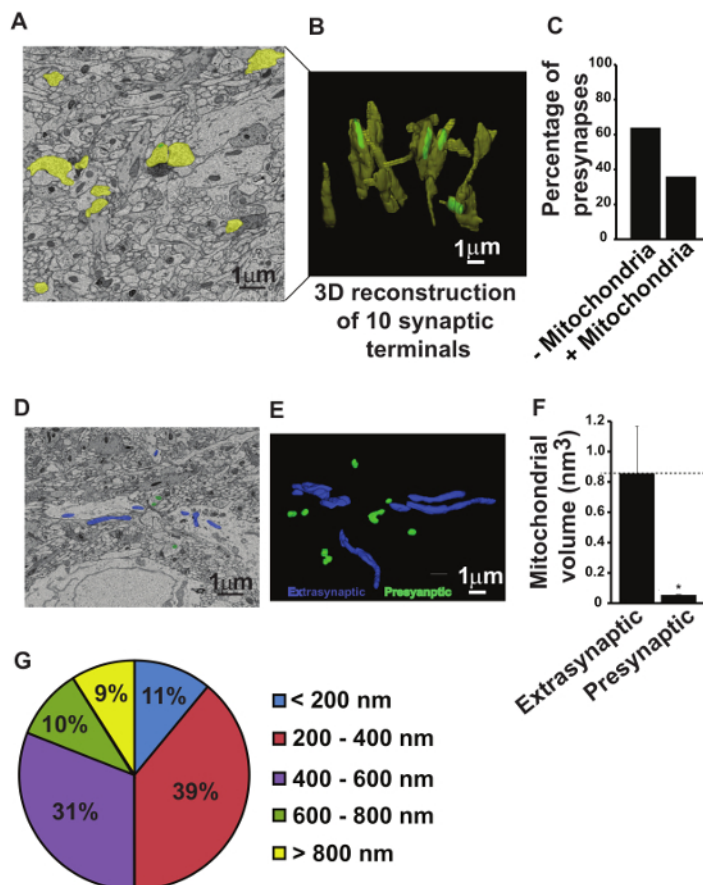 A
1μm
B
1μm
3D reconstruction
of 10 synaptic
terminals
C
Percentage of
presynapses
100
80
60
40
20
0
- Mitochondria
+ Mitochondria
D
1μm
E
Extrasynaptic
Presyanptic
1μm
F
Mitochondrial
volume (nm³)
1.2
1.0
0.8
0.6
0.4
0.2
0
*
Extrasynaptic
Presynaptic
G
9%
11%
10%
39%
31%
< 200 nm
200 - 400 nm
400 - 600 nm
600 - 800 nm
> 800 nm